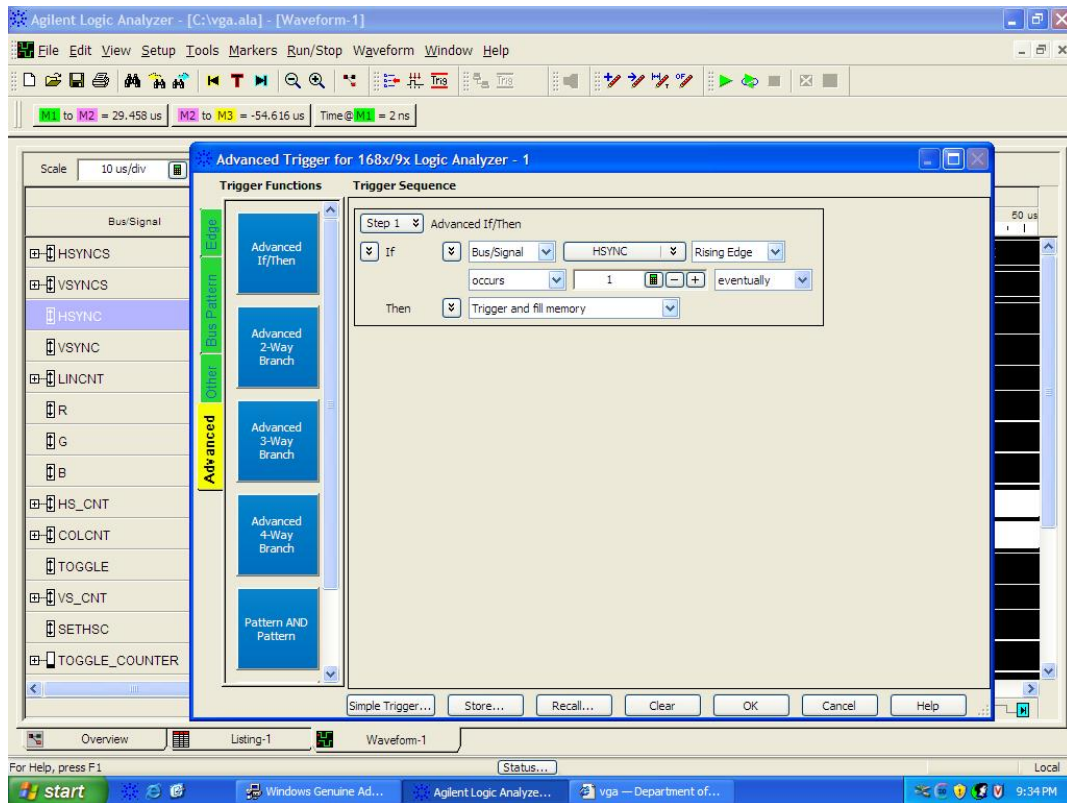 Agilent Logic Analyzer - [C:\vga.ala] - [Waveform-1]
File Edit View Setup Tools Markers Run/Stop Waveform Window Help
T Trig Trig OFF
M1 to M2 = 29.458 us M2 to M3 = -54.616 us Time@M1 = 2 ns
Scale 10 us/div
Bus/Signal
50 us
HSYNCS
VSYNCS
HSYNC
VSYNC
LINCNT
R
G
B
HS_CNT
COLCNT
TOGGLE
VS_CNT
SETHSC
TOGGLE_COUNTER
Advanced Trigger for 168x/9x Logic Analyzer - 1
Trigger Functions Trigger Sequence
Edge
Bus Pattern
Other
Advanced
Advanced
If/Then
Advanced
2-Way
Branch
Advanced
3-Way
Branch
Advanced
4-Way
Branch
Pattern AND
Pattern
Step 1 Advanced If/Then
If Bus/Signal HSYNC Rising Edge
occurs 1 - + eventually
Then Trigger and fill memory
Simple Trigger... Store... Recall... Clear OK Cancel Help
Overview Listing-1 Waveform-1
For Help, press F1 Status... Local
start Windows Genuine Ad... Agilent Logic Analyze... vga — Department of... 9:34 PM